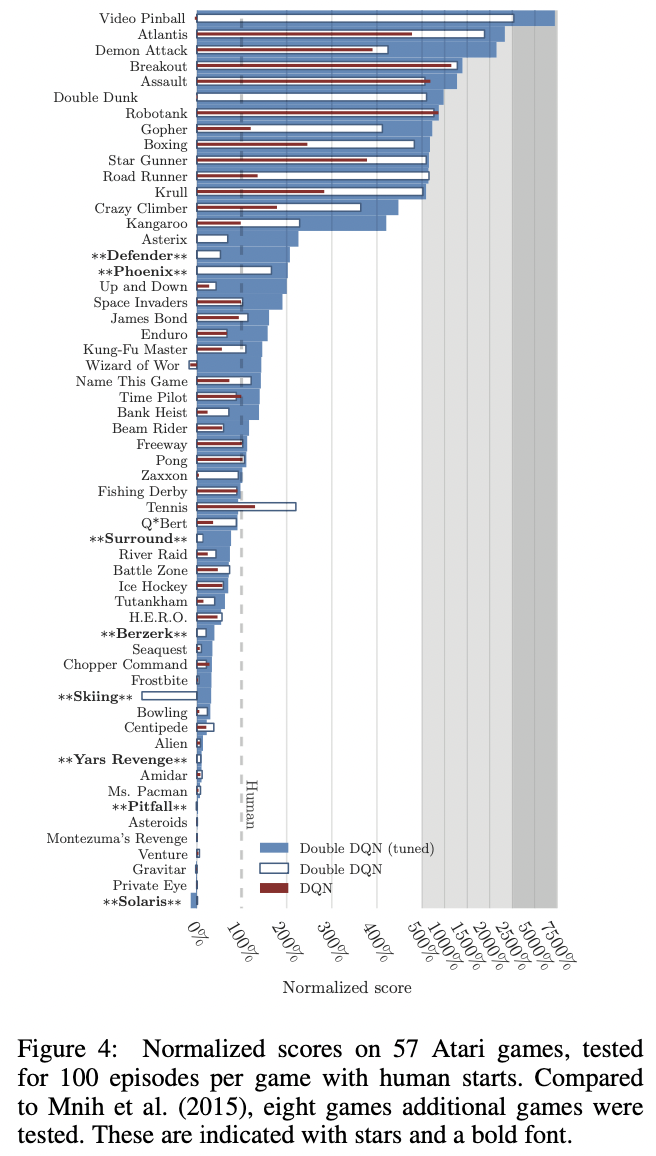 Video Pinball
Atlantis
Demon Attack
Breakout
Assault
Double Dunk
Robotank
Gopher
Boxing
Star Gunner
Road Runner
Krull
Crazy Climber
Kangaroo
Asterix
**Defender**
**Phoenix**
Up and Down
Space Invaders
James Bond
Enduro
Kung-Fu Master
Wizard of Wor
Name This Game
Time Pilot
Bank Heist
Beam Rider
Freeway
Pong
Zaxxon
Fishing Derby
Tennis
Q*Bert
**Surround**
River Raid
Battle Zone
Ice Hockey
Tutankham
H.E.R.O.
**Berzerk**
Seaquest
Chopper Command
Frostbite
**Skiing**
Bowling
Centipede
Alien
**Yars Revenge**
Amidar
Ms. Pacman
**Pitfall**
Asteroids
Montezuma's Revenge
Venture
Gravitar
Private Eye
**Solaris**
Human
Double DQN (tuned)
Double DQN
DQN
0%
100%
200%
300%
400%
500%
1000%
1500%
2000%
2500%
5000%
7500%
Normalized score
Figure 4: Normalized scores on 57 Atari games, tested
for 100 episodes per game with human starts. Compared
to Mnih et al. (2015), eight games additional games were
tested. These are indicated with stars and a bold font.